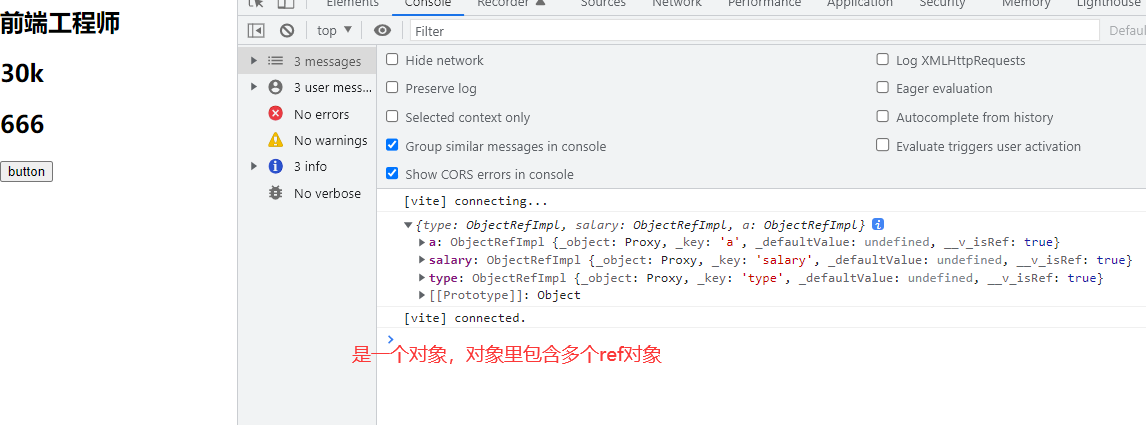 前端工程师
30k
666
button
Elements Console Recorder Sources Network Performance Application Security Memory Lighthouse
top ▼ Filter Defaul
3 messages
3 user mess...
No errors
No warnings
3 info
No verbose
Hide network
Log XMLHttpRequests
Preserve log
Eager evaluation
Selected context only
Autocomplete from history
Group similar messages in console
Evaluate triggers user activation
Show CORS errors in console
[vite] connecting...
{type: ObjectRefImpl, salary: ObjectRefImpl, a: ObjectRefImpl} i
a: ObjectRefImpl {_object: Proxy, _key: 'a', _defaultValue: undefined, __v_isRef: true}
salary: ObjectRefImpl {_object: Proxy, _key: 'salary', _defaultValue: undefined, __v_isRef: true}
type: ObjectRefImpl {_object: Proxy, _key: 'type', _defaultValue: undefined, __v_isRef: true}
[[Prototype]]: Object
[vite] connected.
是一个对象，对象里包含多个ref对象